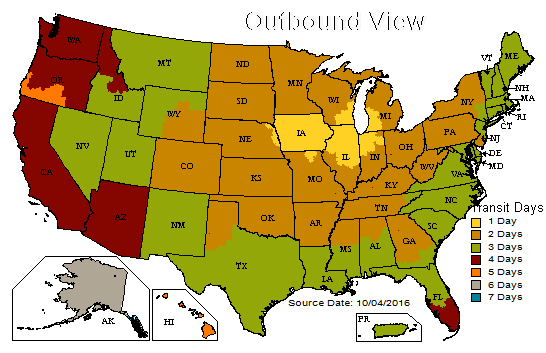 Outbound View
WA
MT
ND
MN
VT
ME
OR
ID
SD
WI
MI
NY
NH
MA
WY
RI
CT
NE
IA
PA
NJ
NV
UT
IL
IN
OH
DE
MD
CO
WV
VA
CA
KS
MO
KY
NC
AZ
NM
OK
AR
TN
SC
MS
AL
GA
TX
LA
FL
Transit Days
1 Day
2 Days
3 Days
4 Days
5 Days
6 Days
7 Days
Source Date: 10/04/2016
AK
HI
PR